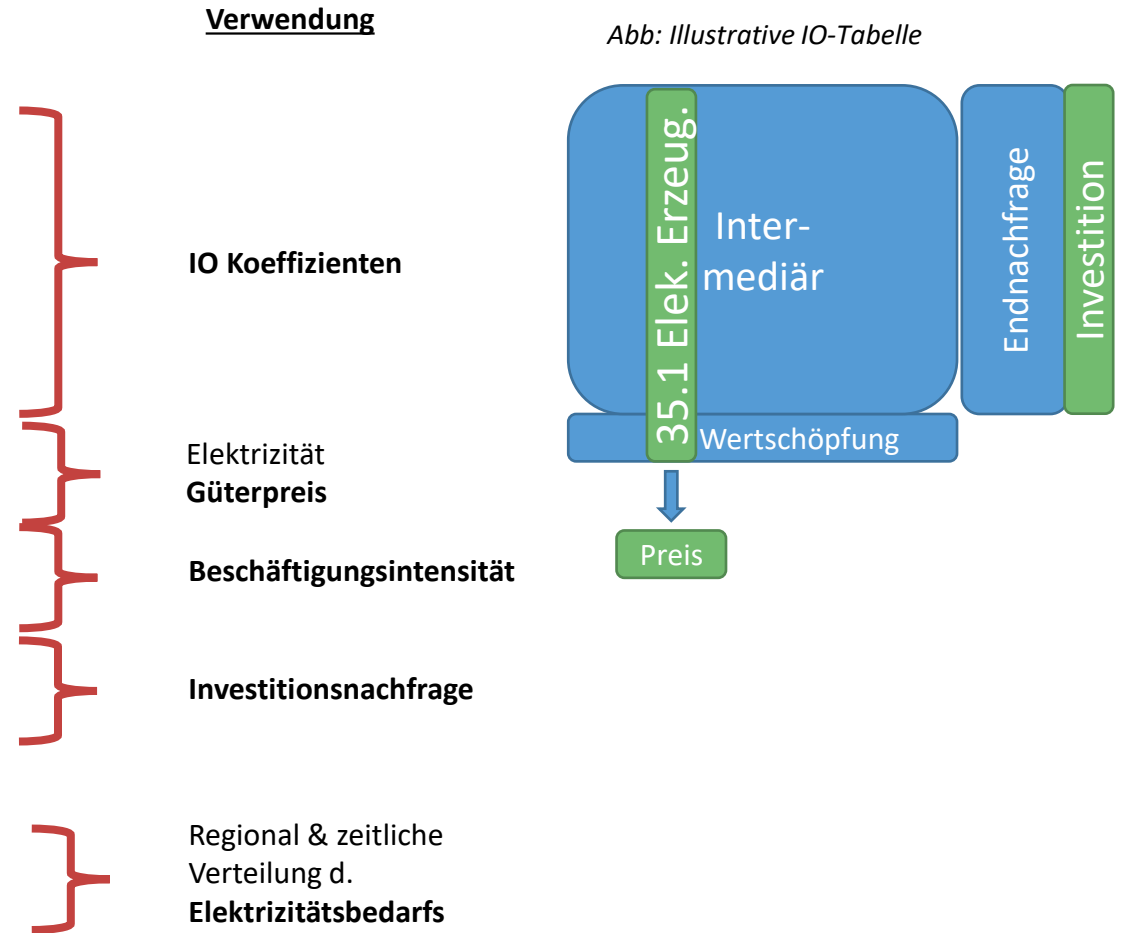 Verwendung
Abb: Illustrative IO-Tabelle
IO Koeffizienten
Elektrizität
Güterpreis
Beschäftigungsintensität
Investitionsnachfrage
Regional & zeitliche
Verteilung d.
Elektrizitätsbedarfs
35.1 Elek. Erzeug.
Inter-
mediär
Endnachfrage
Investition
Wertschöpfung
Preis